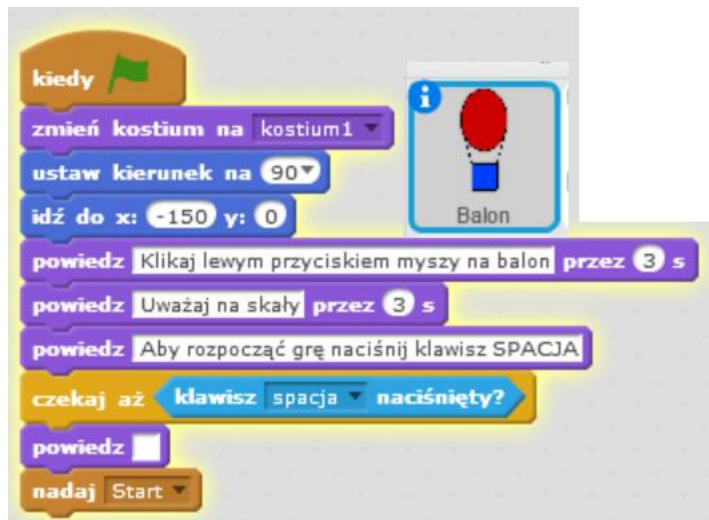 kiedy
zmień kostium na kostium1
ustaw kierunek na 90
idź do x: -150 y: 0
powiedz Klikaj lewym przyciskiem myszy na balon przez 3 s
powiedz Uważaj na skały przez 3 s
powiedz Aby rozpocząć grę naciśnij klawisz SPACJA
czekaj aż klawisz spacja naciśnięty?
powiedz
nadaj Start
i
Balon